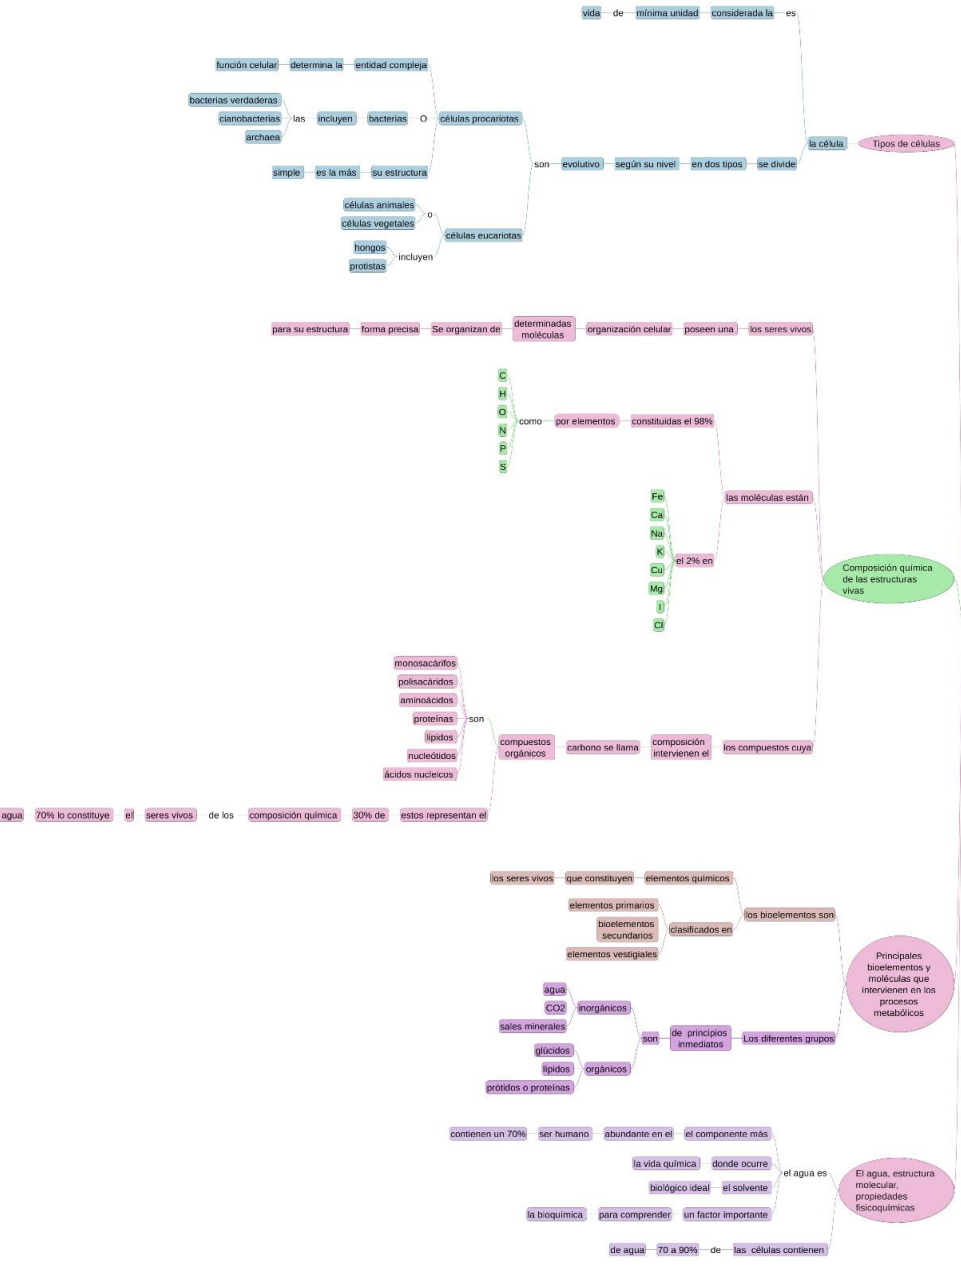 vida de mínima unidad considerada la es
función celular determina la entidad compleja
bacterias verdaderas
cianobacterias las incluyen bacterias O células procariotas
archaea
simple es la más su estructura
la célula Tipos de células
son evolutivo según su nivel en dos tipos se divide
células animales
o
células vegetales
células eucariotas
hongos
incluyen
protistas
para su estructura forma precisa Se organizan de determinadas moléculas organización celular poseen una los seres vivos
C
H
O
como por elementos constituidas el 98%
N
P
S
las moléculas están
Fe
Ca
Na
K
el 2% en
Cu
Mg
I
Cl
Composición química
de las estructuras
vivas
monosacárifos
polisacáridos
aminoácidos
proteínas
son
lípidos
nucleótidos
ácidos nucleicos
compuestos orgánicos carbono se llama composición intervienen el los compuestos cuya
agua 70% lo constituye el seres vivos de los composición química 30% de estos representan el
los seres vivos que constituyen elementos químicos
elementos primarios
los bioelementos son
bioelementos
secundarios
clasificados en
elementos vestigiales
Principales
bioelementos y
moléculas que
intervienen en los
procesos
metabólicos
agua
CO2
inorgánicos
sales minerales
son de principios inmediatos Los diferentes grupos
glúcidos
lípidos
orgánicos
prótidos o proteínas
contienen un 70% ser humano abundante en el el componente más
la vida química donde ocurre
el agua es
biológico ideal el solvente
la bioquímica para comprender un factor importante
El agua, estructura
molecular,
propiedades
fisicoquímicas
de agua 70 a 90% de las células contienen